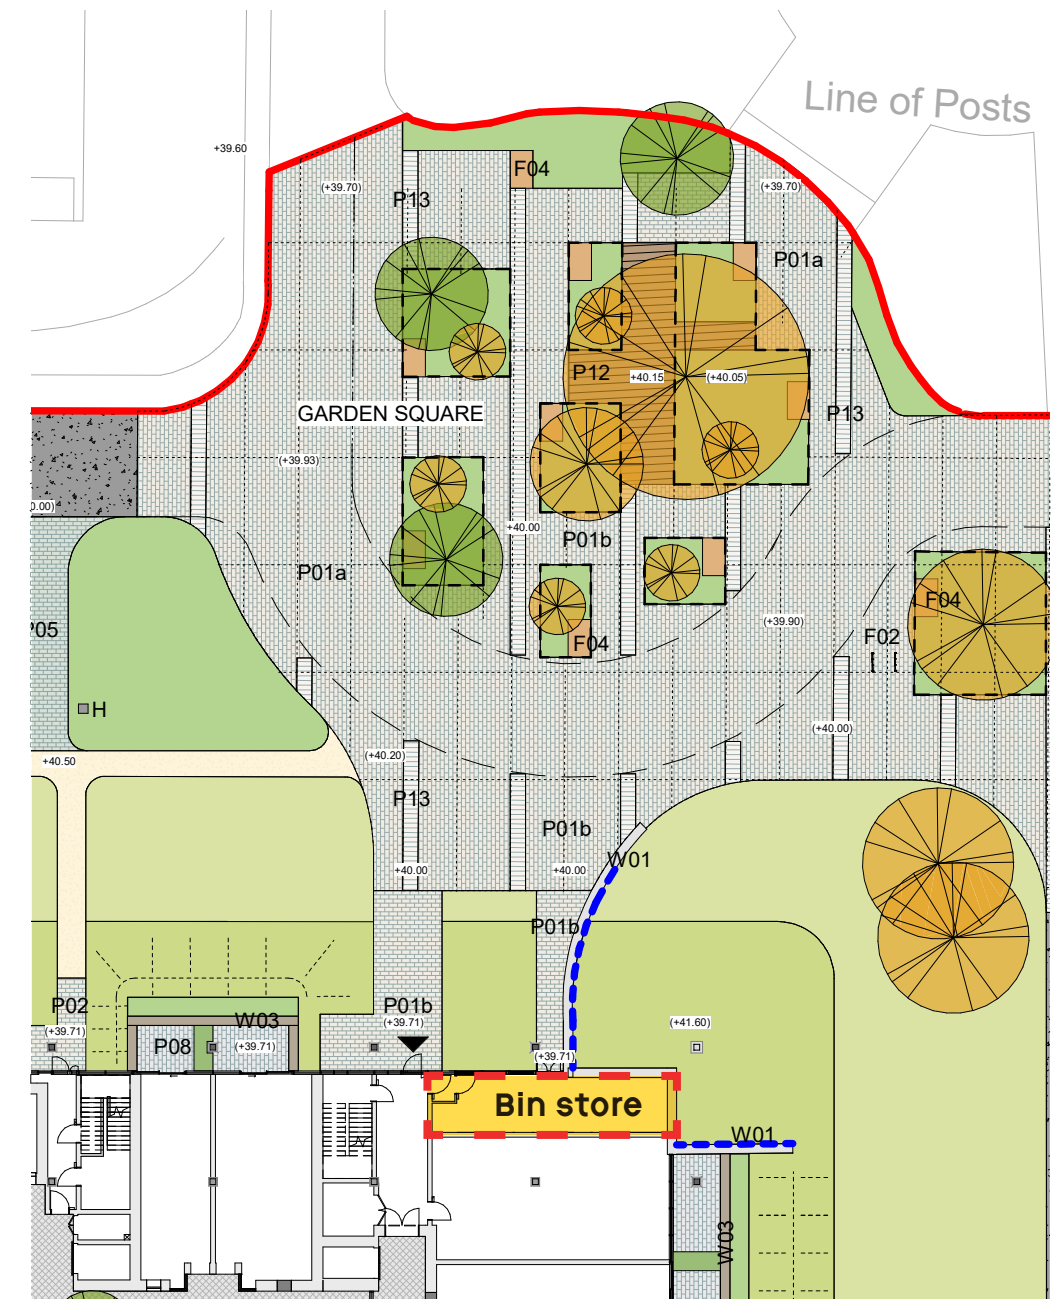 Line of Posts
+39.60
F04
(+39.70)
P13
(+39.70)
P01a
P12
+40.15
(+40.05)
GARDEN SQUARE
P13
(+39.93)
+40.00
P01b
P01a
F04
(+39.90)
F02
F04
H
+40.50
(+40.20)
(+40.00)
P13
P01b
+40.00
+40.00
W01
P01b
P02
(+39.71)
W03
P08
(+39.71)
P01b
(+39.71)
(+39.71)
(+41.60)
Bin store
W01
W03